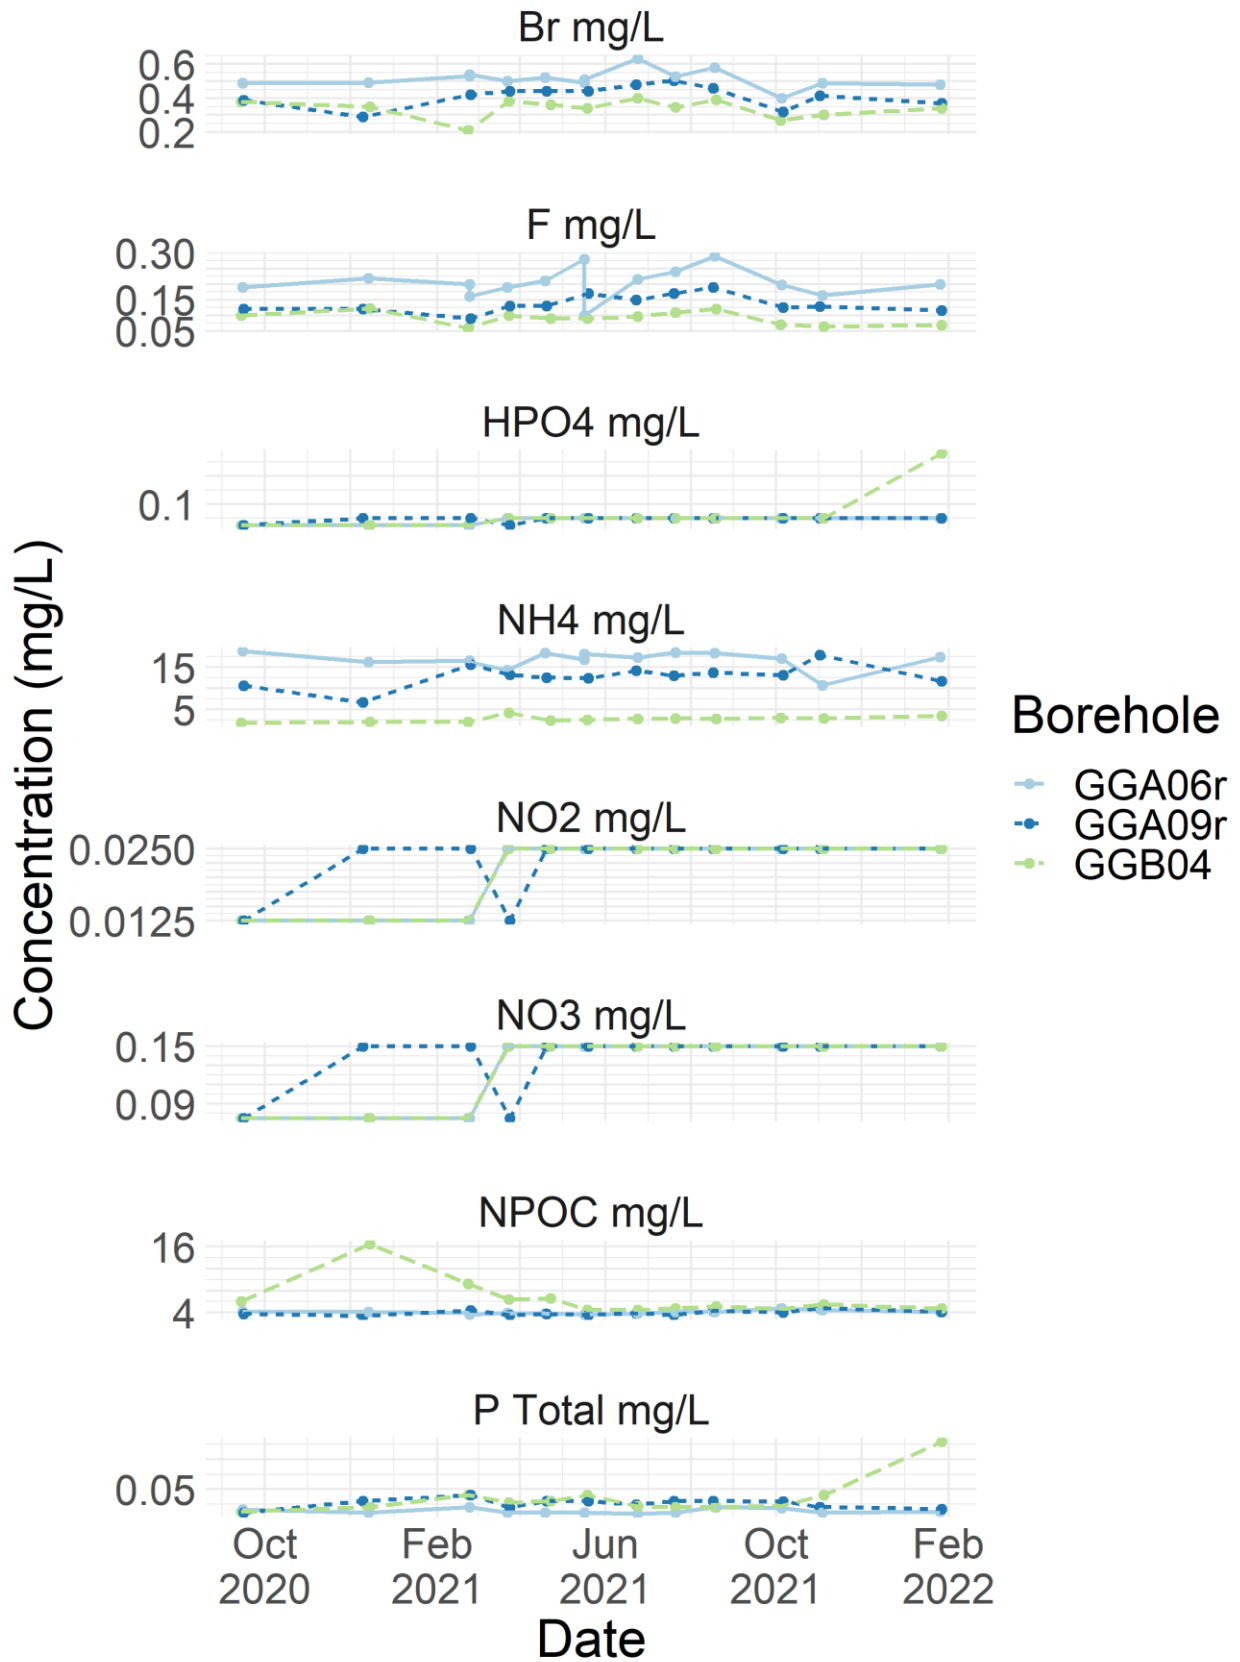 Br mg/L
0.6
0.4
0.2
F mg/L
0.30
0.15
0.05
HPO4 mg/L
0.1
NH4 mg/L
15
5
NO2 mg/L
0.0250
0.0125
NO3 mg/L
0.15
0.09
NPOC mg/L
16
4
P Total mg/L
0.05
Oct Feb Jun Oct Feb
2020 2021 2021 2021 2022
Date
Concentration (mg/L)
Borehole
GGA06r
GGA09r
GGB04